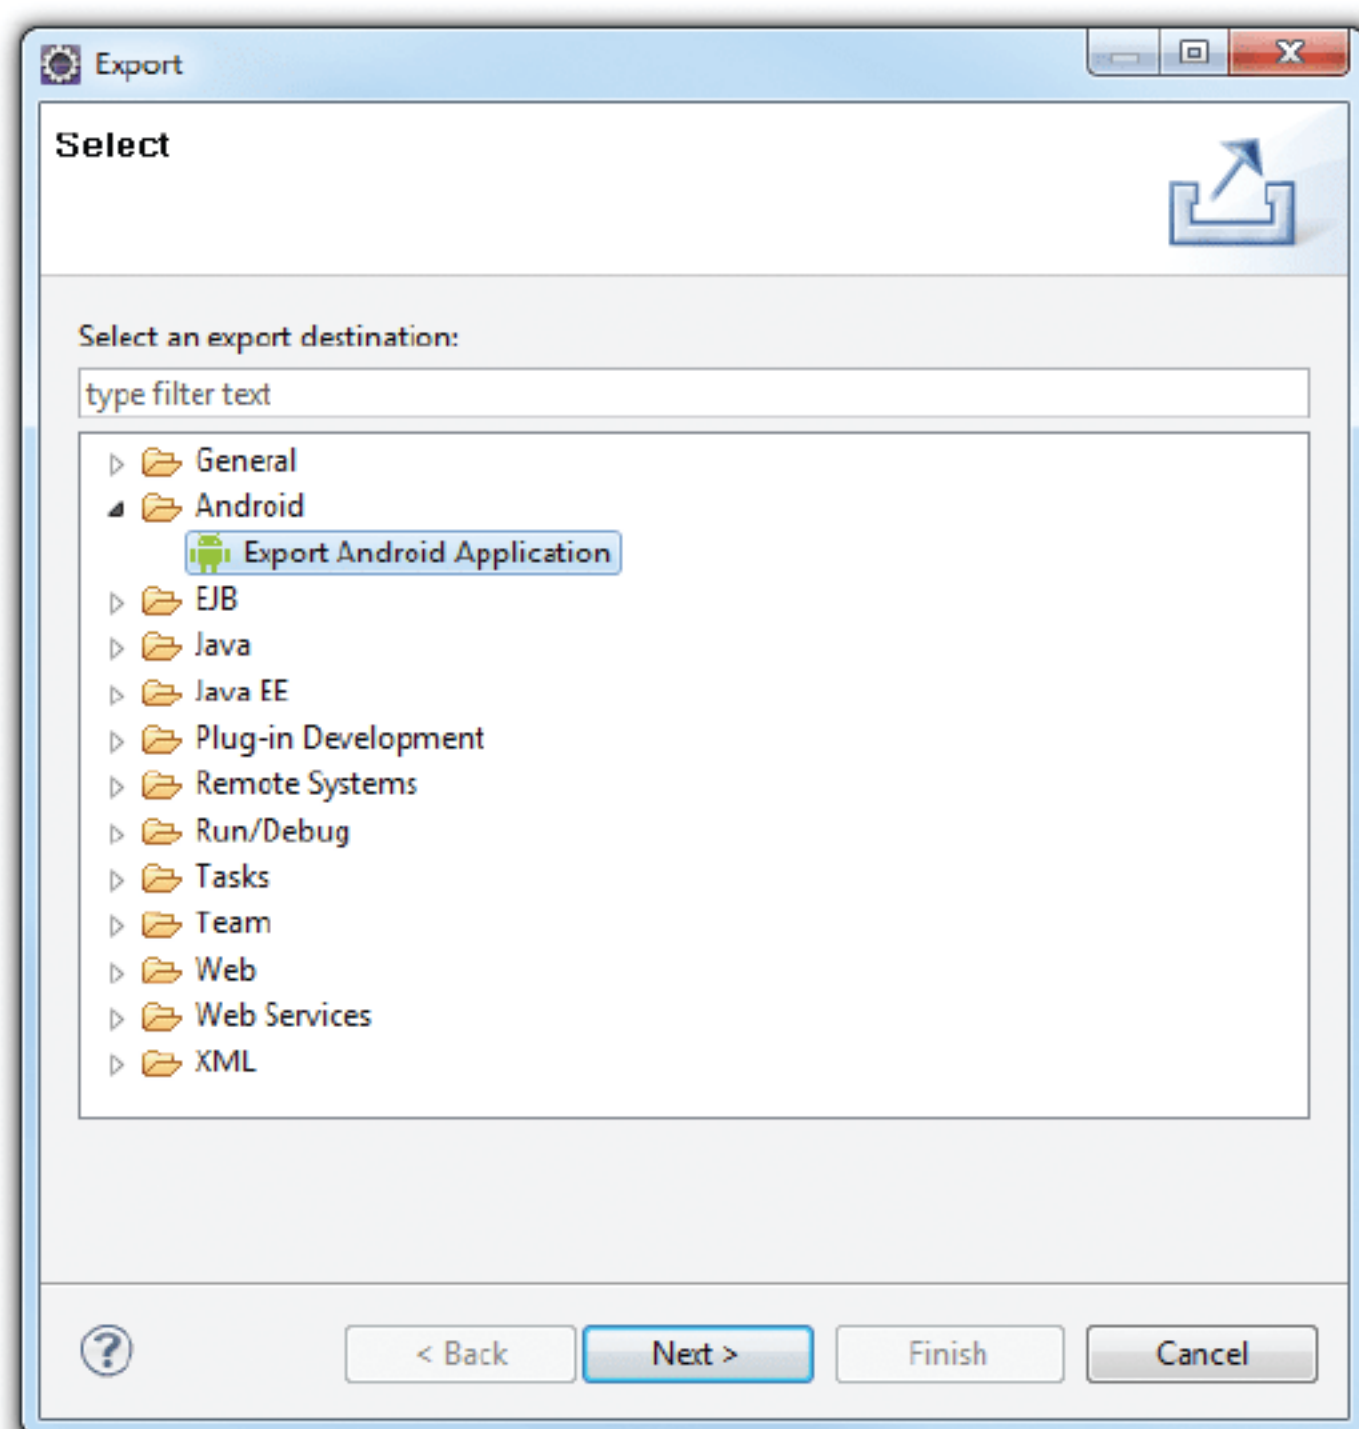 Export
Select
Select an export destination:
type filter text
General
Android
Export Android Application
EJB
Java
Java EE
Plug-in Development
Remote Systems
Run/Debug
Tasks
Team
Web
Web Services
XML
?
< Back Next > Finish Cancel